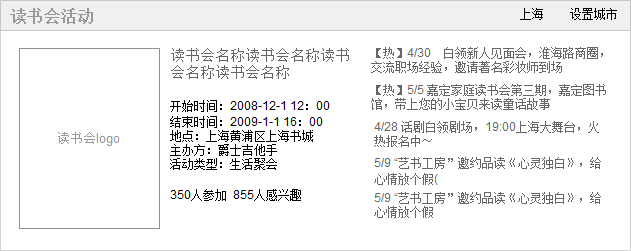 读书会活动
上海 设置城市
读书会logo
读书会名称读书会名称读书
会名称读书会名称
开始时间：2008-12-1 12：00
结束时间：2009-1-1 16：00
地点：上海黄浦区上海书城
主办方：爵士吉他手
活动类型：生活聚会
350人参加 855人感兴趣
【热】4/30 白领新人见面会，淮海路商圈，
交流职场经验，邀请著名彩妆师到场
【热】5/5 嘉定家庭读书会第三期，嘉定图书
馆，带上您的小宝贝来读童话故事
4/28 话剧白领剧场，19:00上海大舞台，火
热报名中～
5/9 “艺书工房”邀约品读《心灵独白》，给
心情放个假(
5/9 “艺书工房”邀约品读《心灵独白》，给
心情放个假